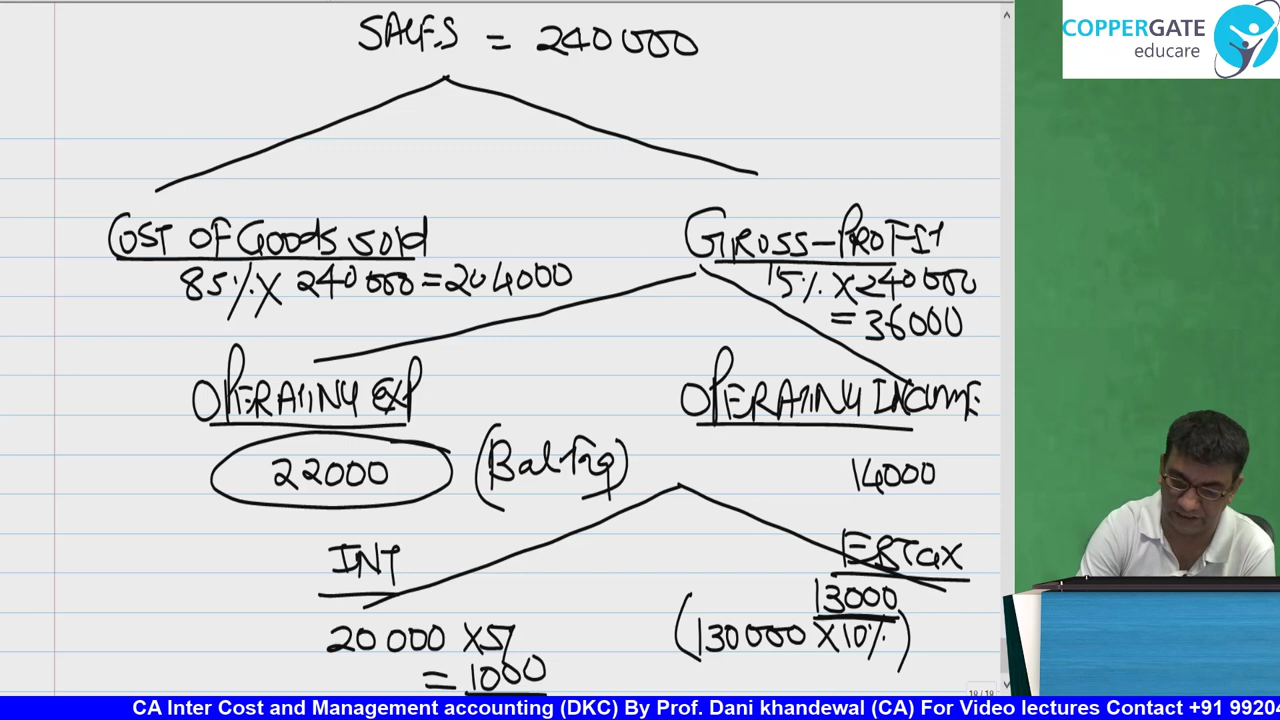 SALES = 240000
COPPERGATE
educare
COST OF GOODS SOLD
85% X 240000 = 204000
GROSS-PROFIT
15% X 240000
= 36000
OPERATING EXP
22000
(Bal Fig)
OPERATING INCOME
14000
INT
20000 X 5%
= 1000
EBTax
13000
(130000 X 10%)
18 / 18
CA Inter Cost and Management accounting (DKC) By Prof. Dani khandewal (CA) For Video lectures Contact +91 99204